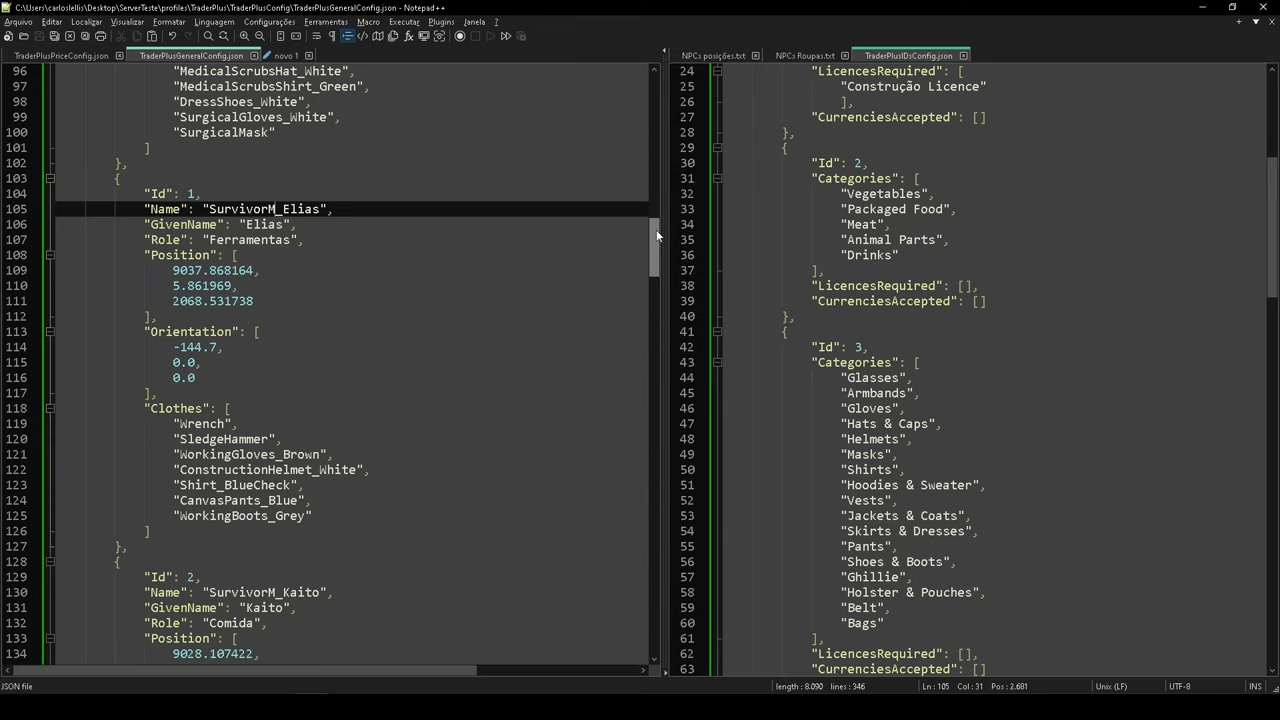 C:\Users\carloslellis\Desktop\ServerTeste\profiles\TraderPlus\TraderPlusConfig\TraderPlusGeneralConfig.json - Notepad++
Arquivo Editar Localizar Visualizar Formatar Linguagem Configurações Ferramentas Macro Executar Plugins Janela ?
TraderPlusPriceConfig.json TraderPlusGeneralConfig.json novo 1
96 "MedicalScrubsHat_White",
97 "MedicalScrubsShirt_Green",
98 "DressShoes_White",
99 "SurgicalGloves_White",
100 "SurgicalMask"
101 ]
102 },
103 {
104 "Id": 1,
105 "Name": "SurvivorM_Elias",
106 "GivenName": "Elias",
107 "Role": "Ferramentas",
108 "Position": [
109 9037.868164,
110 5.861969,
111 2068.531738
112 ],
113 "Orientation": [
114 -144.7,
115 0.0,
116 0.0
117 ],
118 "Clothes": [
119 "Wrench",
120 "SledgeHammer",
121 "WorkingGloves_Brown",
122 "ConstructionHelmet_White",
123 "Shirt_BlueCheck",
124 "CanvasPants_Blue",
125 "WorkingBoots_Grey"
126 ]
127 },
128 {
129 "Id": 2,
130 "Name": "SurvivorM_Kaito",
131 "GivenName": "Kaito",
132 "Role": "Comida",
133 "Position": [
134 9028.107422,
NPCs posições.txt NPCs Roupas.txt TraderPlusIDsConfig.json
24 "LicencesRequired": [
25 "Construção Licence"
26 ],
27 "CurrenciesAccepted": []
28 },
29 {
30 "Id": 2,
31 "Categories": [
32 "Vegetables",
33 "Packaged Food",
34 "Meat",
35 "Animal Parts",
36 "Drinks"
37 ],
38 "LicencesRequired": [],
39 "CurrenciesAccepted": []
40 },
41 {
42 "Id": 3,
43 "Categories": [
44 "Glasses",
45 "Armbands",
46 "Gloves",
47 "Hats & Caps",
48 "Helmets",
49 "Masks",
50 "Shirts",
51 "Hoodies & Sweater",
52 "Vests",
53 "Jackets & Coats",
54 "Skirts & Dresses",
55 "Pants",
56 "Shoes & Boots",
57 "Ghillie",
58 "Holster & Pouches",
59 "Belt",
60 "Bags"
61 ],
62 "LicencesRequired": [],
63 "CurrenciesAccepted": []
JSON file length : 8.090 lines : 346 Ln : 105 Col : 31 Pos : 2.681 Unix (LF) UTF-8 INS